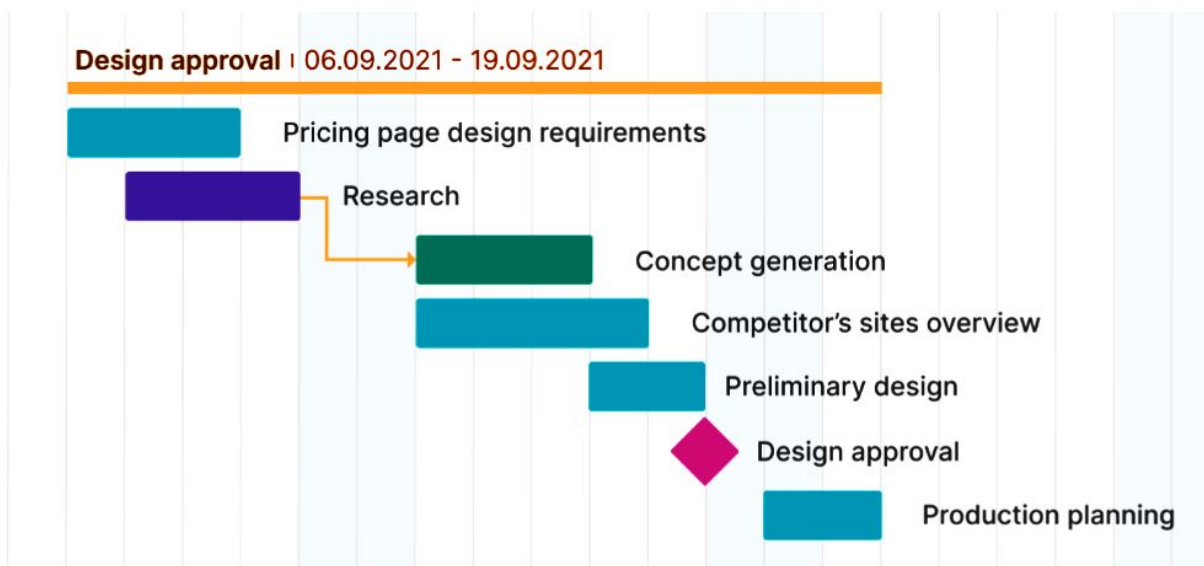 Design approval | 06.09.2021 - 19.09.2021
Pricing page design requirements
Research
Concept generation
Competitor’s sites overview
Preliminary design
Design approval
Production planning